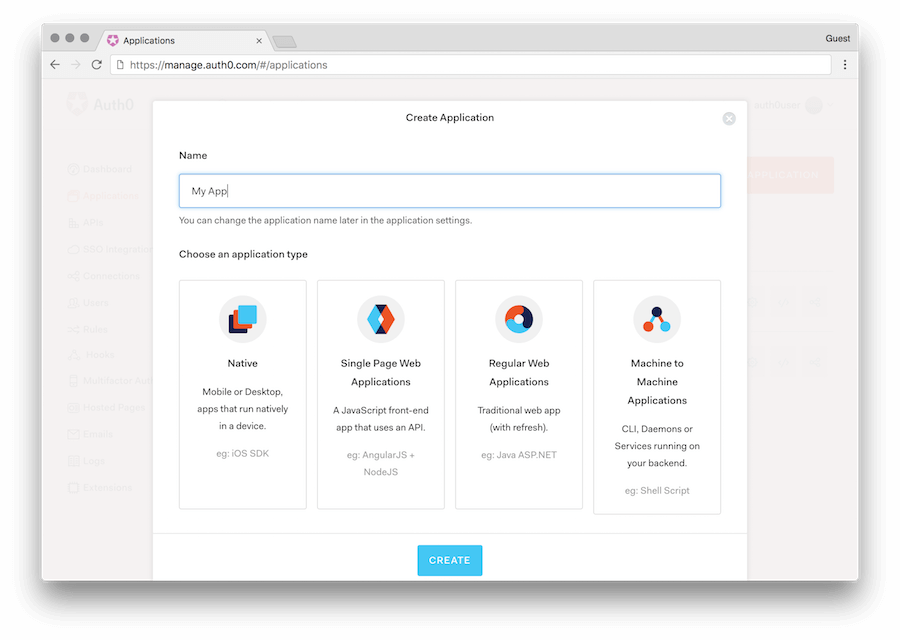 Applications
Guest
https://manage.auth0.com/#/applications
Auth0
auth0user
Create Application
Name
My App
You can change the application name later in the application settings.
Choose an application type
Native
Mobile or Desktop,
apps that run natively
in a device.
eg: iOS SDK
Single Page Web
Applications
A JavaScript front-end
app that uses an API.
eg: AngularJS +
NodeJS
Regular Web
Applications
Traditional web app
(with refresh).
eg: Java ASP.NET
Machine to
Machine
Applications
CLI, Daemons or
Services running on
your backend.
eg: Shell Script
CREATE
Dashboard
Applications
APIs
SSO Integration
Connections
Users
Rules
Hooks
Multifactor Auth
Hosted Pages
Emails
Logs
Extensions